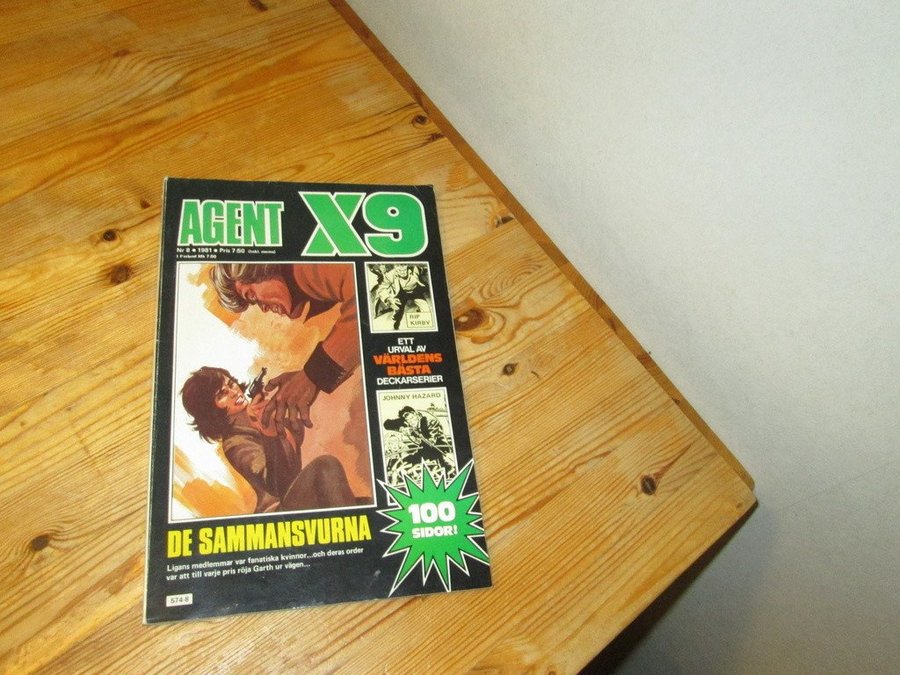 AGENT X9
Nr 8 • 1981 • Pris 7:50 (inkl. moms)
I Finland Mk 7:50
RIP
KIRBY
ETT
URVAL AV
VÄRLDENS
BÄSTA
DECKARSERIER
JOHNNY HAZARD
100
SIDOR!
DE SAMMANSVURNA
Ligans medlemmar var fanatiska kvinnor...och deras order
var att till varje pris röja Garth ur vägen...
574-8